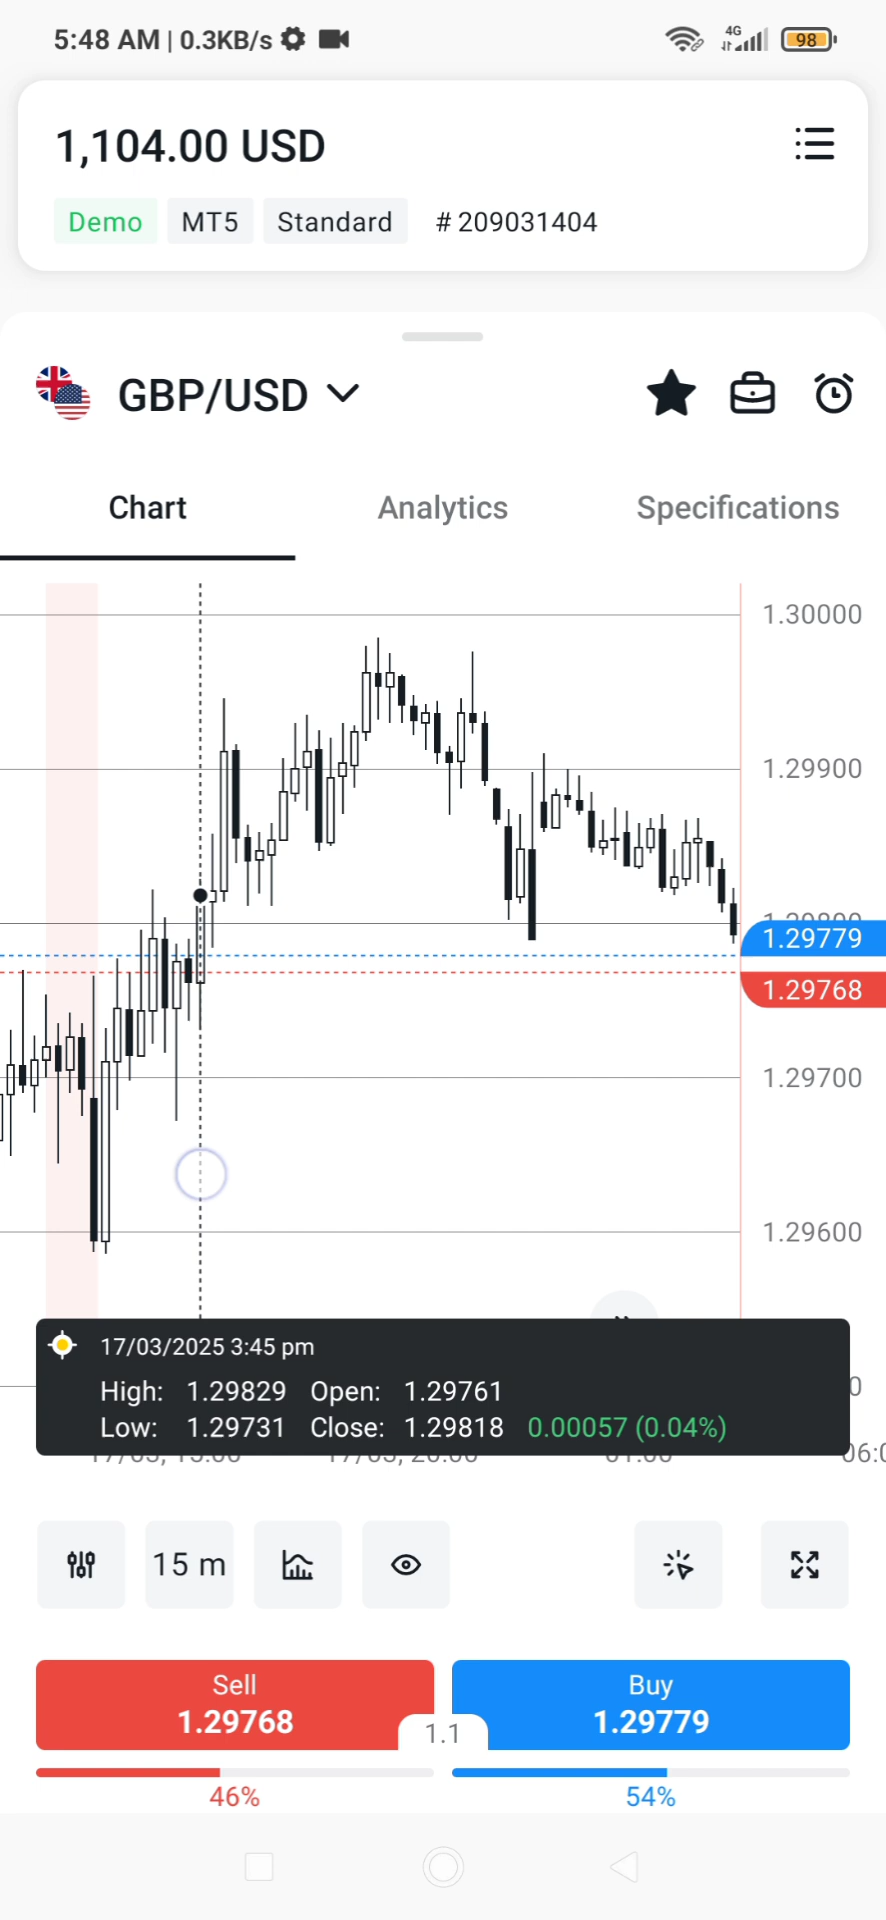 5:48 AM | 0.3KB/s
4G
98
1,104.00 USD
Demo MT5 Standard # 209031404
GBP/USD
Chart Analytics Specifications
1.30000
1.29900
1.29800
1.29779
1.29768
1.29700
1.29600
17/03/2025 3:45 pm
High: 1.29829 Open: 1.29761
Low: 1.29731 Close: 1.29818 0.00057 (0.04%)
15 m
Sell Buy
1.29768 1.1 1.29779
46% 54%